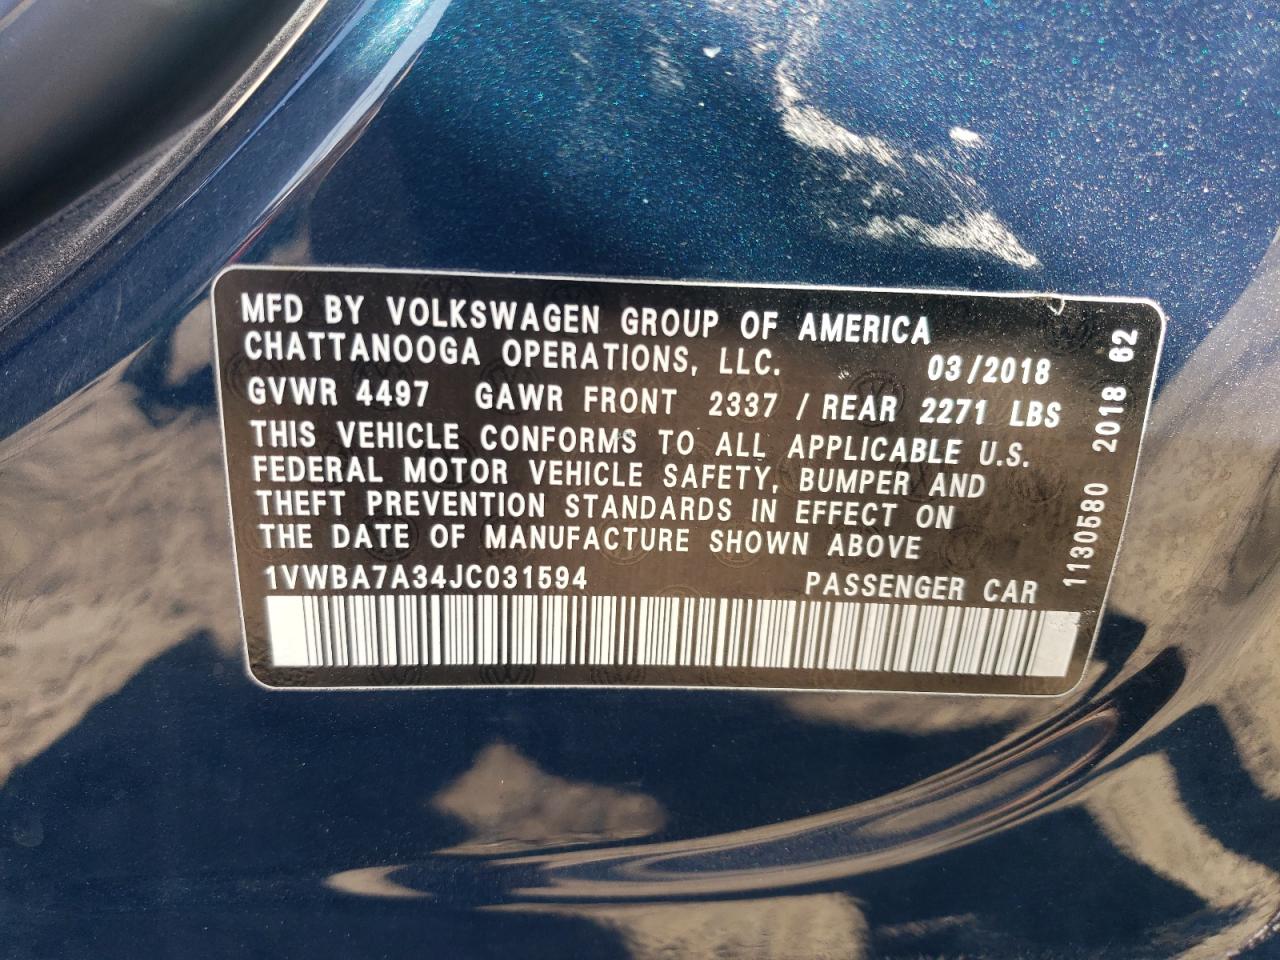 MFD BY VOLKSWAGEN GROUP OF AMERICA
CHATTANOOGA OPERATIONS, LLC. 03/2018
GVWR 4497 GAWR FRONT 2337 / REAR 2271 LBS
THIS VEHICLE CONFORMS TO ALL APPLICABLE U.S.
FEDERAL MOTOR VEHICLE SAFETY, BUMPER AND
THEFT PREVENTION STANDARDS IN EFFECT ON
THE DATE OF MANUFACTURE SHOWN ABOVE
1VWBA7A34JC031594 PASSENGER CAR
1130580 2018 62